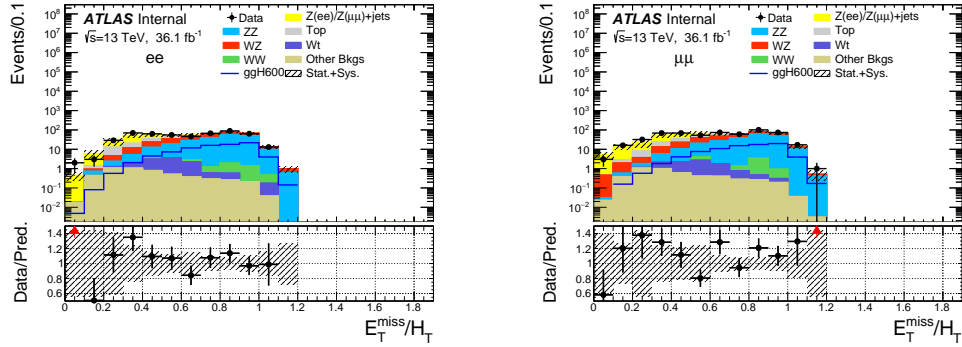 ATLAS Internal
√s=13 TeV, 36.1 fb⁻¹
ee
Data
ZZ
WZ
WW
ggH600
Z(ee)/Z(μμ)+jets
Top
Wt
Other Bkgs
Stat.+Sys.
Events/0.1
10⁸
10⁷
10⁶
10⁵
10⁴
10³
10²
10
1
10⁻¹
10⁻²
Data/Pred.
1.4
1.2
1
0.8
0.6
0 0.2 0.4 0.6 0.8 1 1.2 1.4 1.6 1.8
E_T^miss/H_T
ATLAS Internal
√s=13 TeV, 36.1 fb⁻¹
μμ
Data
ZZ
WZ
WW
ggH600
Z(ee)/Z(μμ)+jets
Top
Wt
Other Bkgs
Stat.+Sys.
Events/0.1
10⁸
10⁷
10⁶
10⁵
10⁴
10³
10²
10
1
10⁻¹
10⁻²
Data/Pred.
1.4
1.2
1
0.8
0.6
0 0.2 0.4 0.6 0.8 1 1.2 1.4 1.6 1.8
E_T^miss/H_T